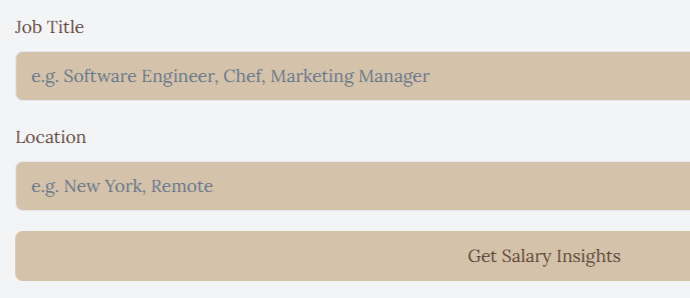 Job Title
e.g. Software Engineer, Chef, Marketing Manager
Location
e.g. New York, Remote
Get Salary Insights